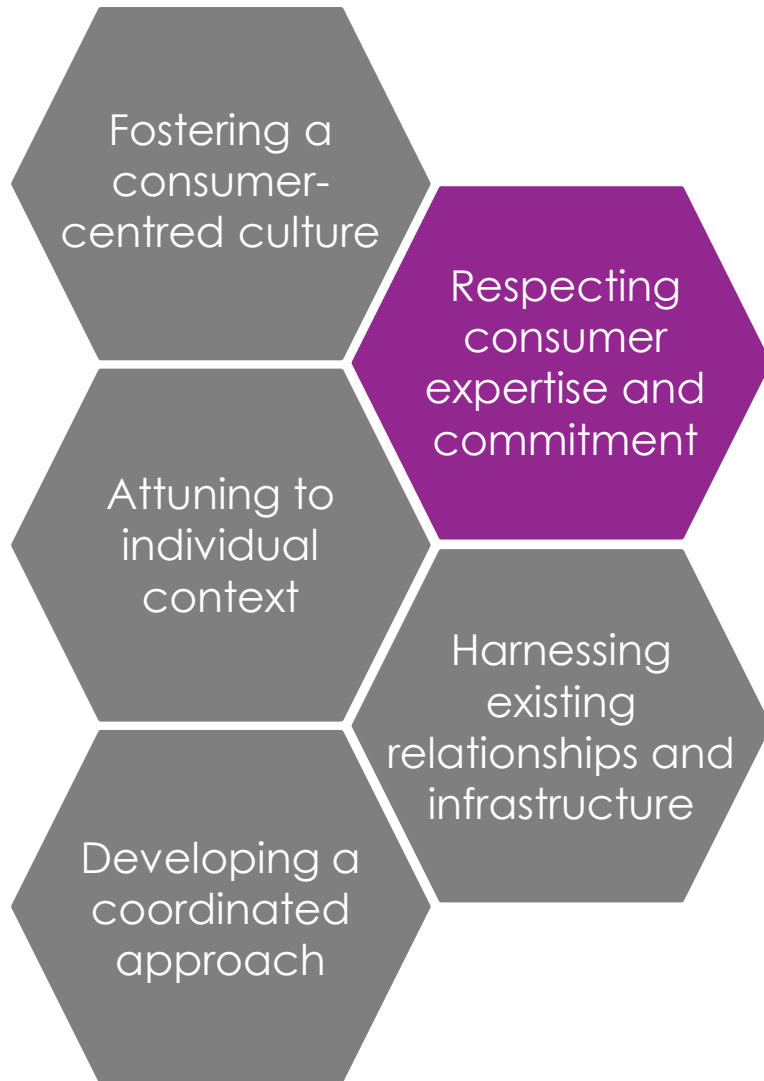 Fostering a
consumer-
centred culture
Respecting
consumer
expertise and
commitment
Attuning to
individual
context
Harnessing
existing
relationships and
infrastructure
Developing a
coordinated
approach